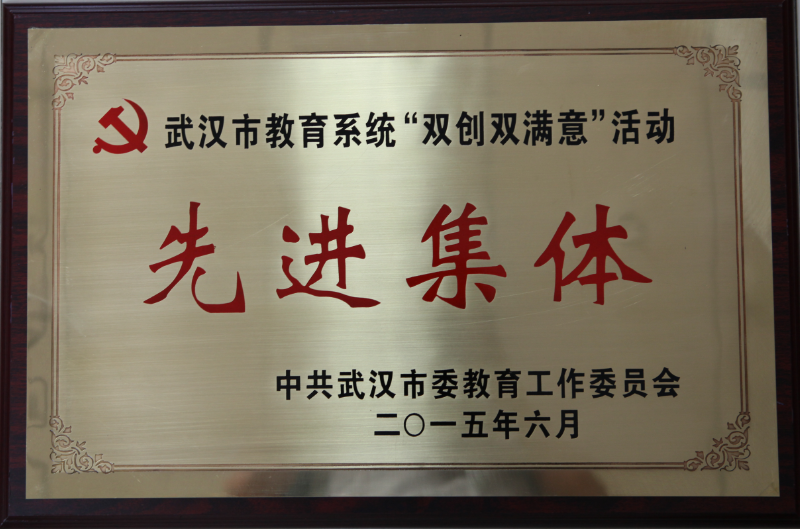 武汉市教育系统“双创双满意”活动
先进集体
中共武汉市委教育工作委员会
二〇一五年六月